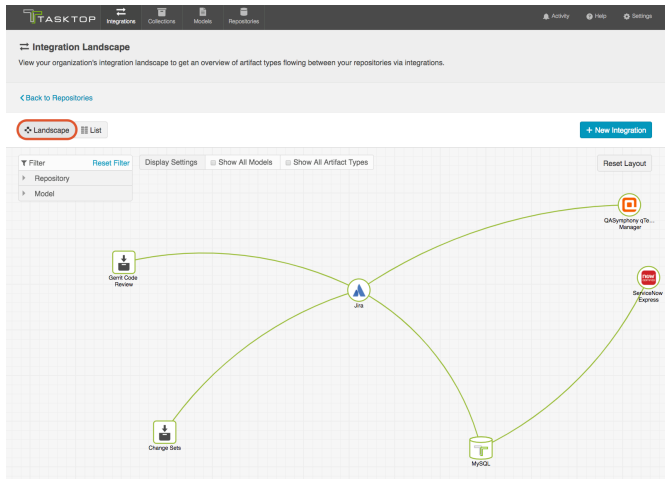 TASKTOP
Integrations
Collections
Models
Repositories
Activity
Help
Settings
Integration Landscape
View your organization's integration landscape to get an overview of artifact types flowing between your repositories via integrations.
Back to Repositories
Landscape
List
+ New Integration
Filter
Reset Filter
Repository
Model
Display Settings
Show All Models
Show All Artifact Types
Reset Layout
QASymphony qTe...
Manager
Gerrit Code
Review
Jira
now
ServiceNow
Express
Change Sets
MySQL